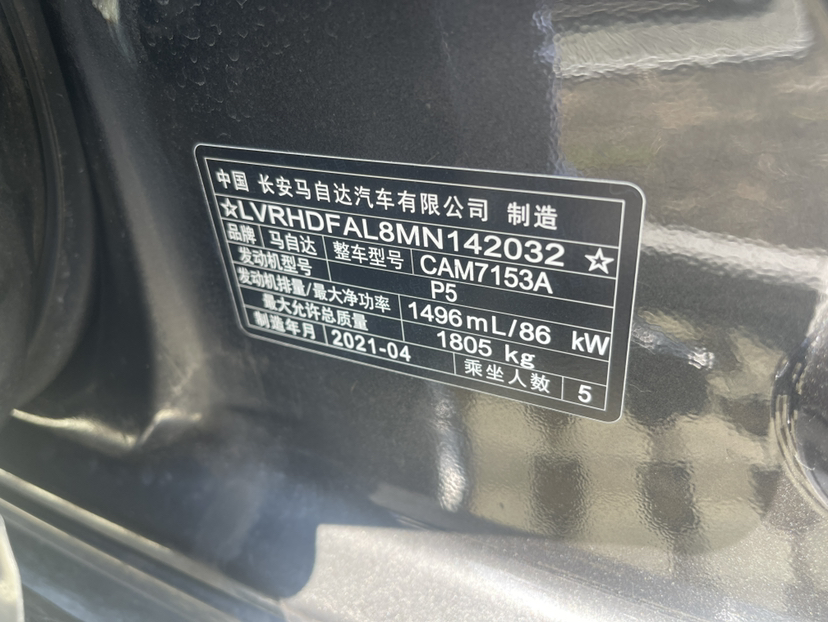 中国 长安马自达汽车有限公司 制造
☆LVRHDFAL8MN142032☆
品牌 马自达 整车型号 CAM7153A
发动机型号 P5
发动机排量/最大净功率 1496mL/86 kW
最大允许总质量 1805 kg
制造年月 2021-04 乘坐人数 5